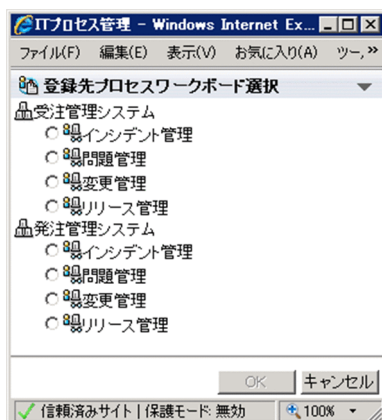 ITプロセス管理 - Windows Internet Ex...
ファイル(F) 編集(E) 表示(V) お気に入り(A) ツー, »
登録先プロセスワークボード選択
受注管理システム
インシデント管理
問題管理
変更管理
リリース管理
発注管理システム
インシデント管理
問題管理
変更管理
リリース管理
OK キャンセル
信頼済みサイト | 保護モード: 無効 100%